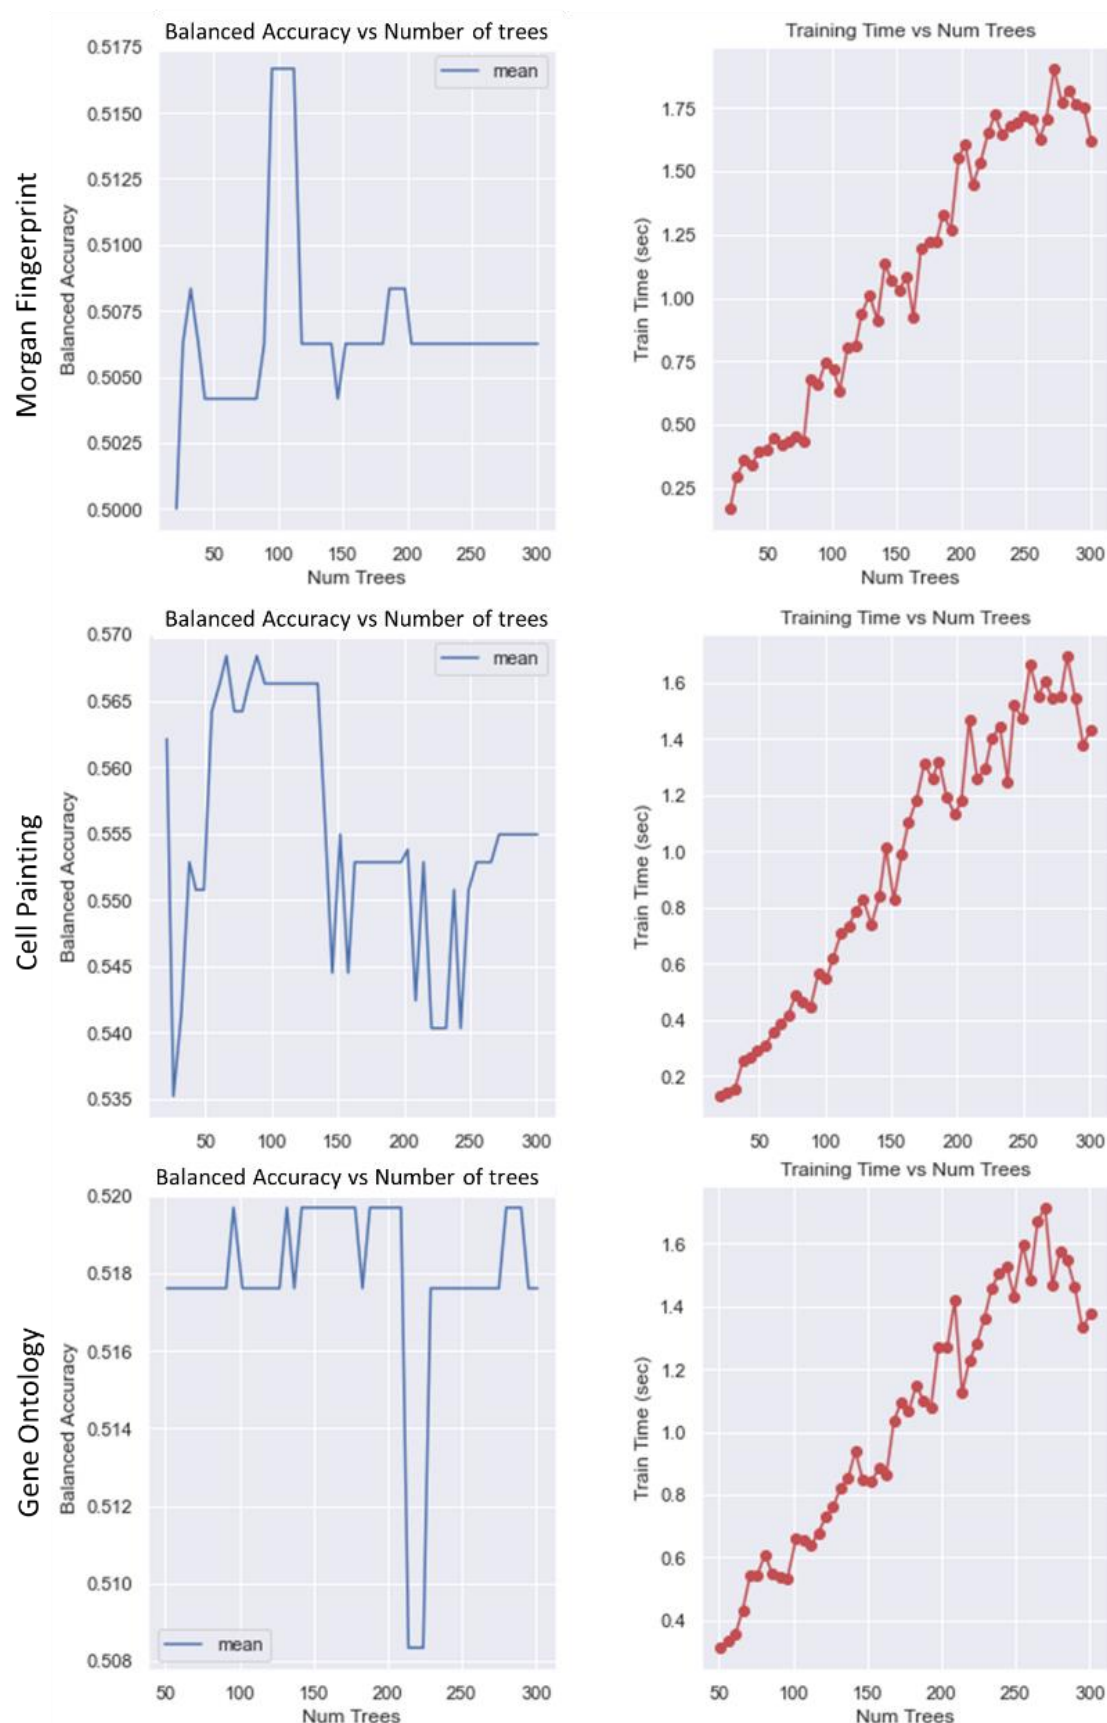 Morgan Fingerprint
Balanced Accuracy vs Number of trees
mean
Balanced Accuracy
0.5175
0.5150
0.5125
0.5100
0.5075
0.5050
0.5025
0.5000
50 100 150 200 250 300
Num Trees
Training Time vs Num Trees
Train Time (sec)
1.75
1.50
1.25
1.00
0.75
0.50
0.25
50 100 150 200 250 300
Num Trees
Cell Painting
Balanced Accuracy vs Number of trees
mean
Balanced Accuracy
0.570
0.565
0.560
0.555
0.550
0.545
0.540
0.535
50 100 150 200 250 300
Training Time vs Num Trees
Train Time (sec)
1.6
1.4
1.2
1.0
0.8
0.6
0.4
0.2
50 100 150 200 250 300
Gene Ontology
Balanced Accuracy vs Number of trees
Balanced Accuracy
0.520
0.518
0.516
0.514
0.512
0.510
0.508
mean
50 100 150 200 250 300
Num Trees
Training Time vs Num Trees
Train Time (sec)
1.6
1.4
1.2
1.0
0.8
0.6
0.4
50 100 150 200 250 300
Num Trees